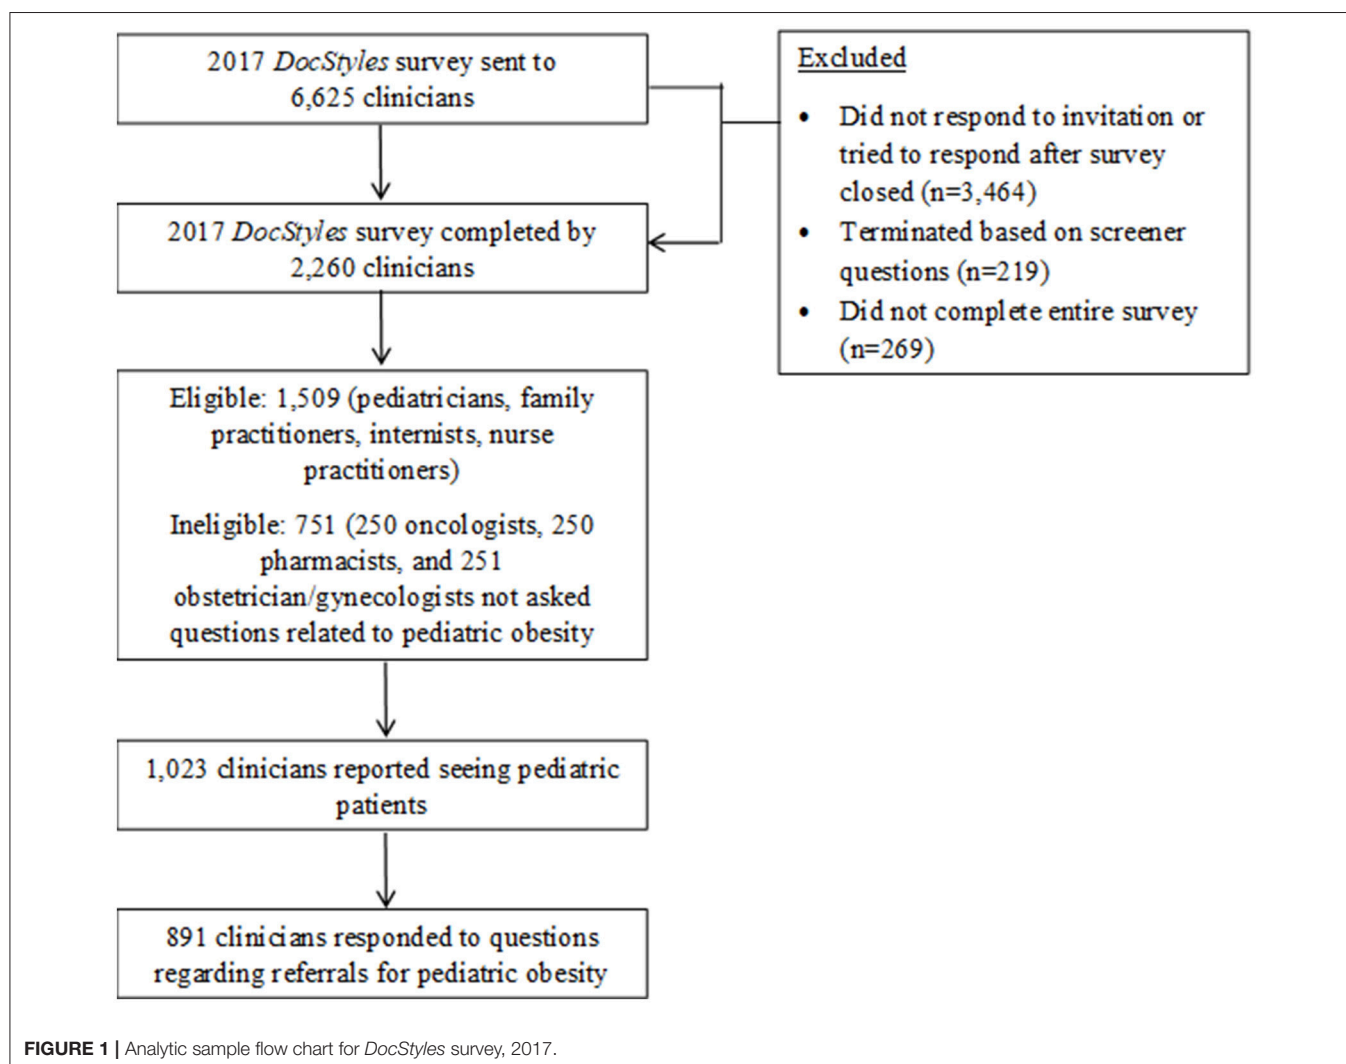 2017 DocStyles survey sent to
6,625 clinicians
Excluded
• Did not respond to invitation or
tried to respond after survey
closed (n=3,464)
• Terminated based on screener
questions (n=219)
• Did not complete entire survey
(n=269)
2017 DocStyles survey completed by
2,260 clinicians
Eligible: 1,509 (pediatricians, family
practitioners, internists, nurse
practitioners)
Ineligible: 751 (250 oncologists, 250
pharmacists, and 251
obstetrician/gynecologists not asked
questions related to pediatric obesity
1,023 clinicians reported seeing pediatric
patients
891 clinicians responded to questions
regarding referrals for pediatric obesity
FIGURE 1 | Analytic sample flow chart for DocStyles survey, 2017.